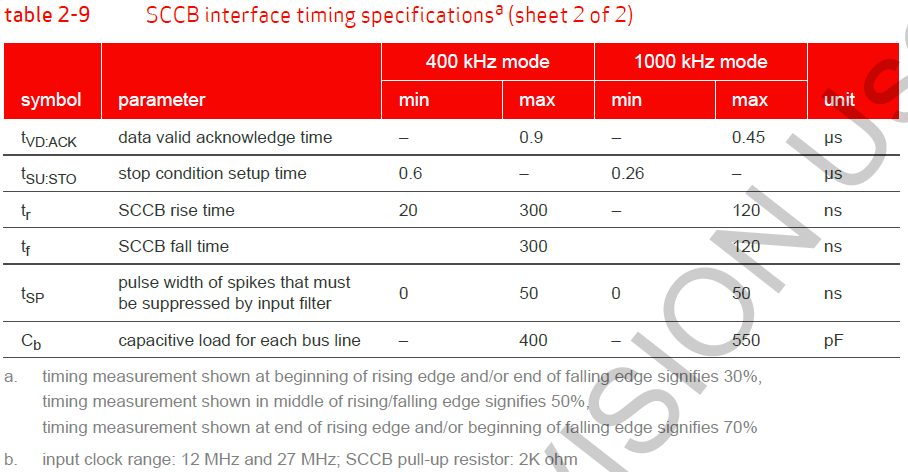 table 2-9 SCCB interface timing specificationsᵃ (sheet 2 of 2)
400 kHz mode 1000 kHz mode
symbol parameter min max min max unit
tVD:ACK data valid acknowledge time – 0.9 – 0.45 µs
tSU:STO stop condition setup time 0.6 – 0.26 – µs
tr SCCB rise time 20 300 – 120 ns
tf SCCB fall time 300 120 ns
tSP pulse width of spikes that must
be suppressed by input filter 0 50 0 50 ns
Cb capacitive load for each bus line – 400 – 550 pF
a. timing measurement shown at beginning of rising edge and/or end of falling edge signifies 30%,
timing measurement shown in middle of rising/falling edge signifies 50%,
timing measurement shown at end of rising edge and/or beginning of falling edge signifies 70%
b. input clock range: 12 MHz and 27 MHz; SCCB pull-up resistor: 2K ohm
VISION US